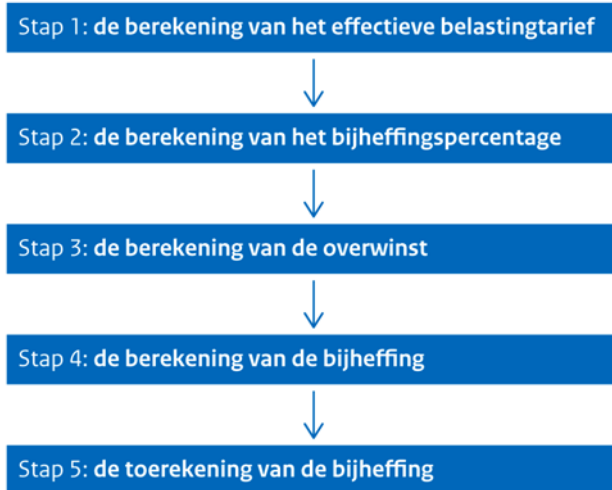 Stap 1: de berekening van het effectieve belastingtarief
Stap 2: de berekening van het bijheffingspercentage
Stap 3: de berekening van de overwinst
Stap 4: de berekening van de bijheffing
Stap 5: de toerekening van de bijheffing